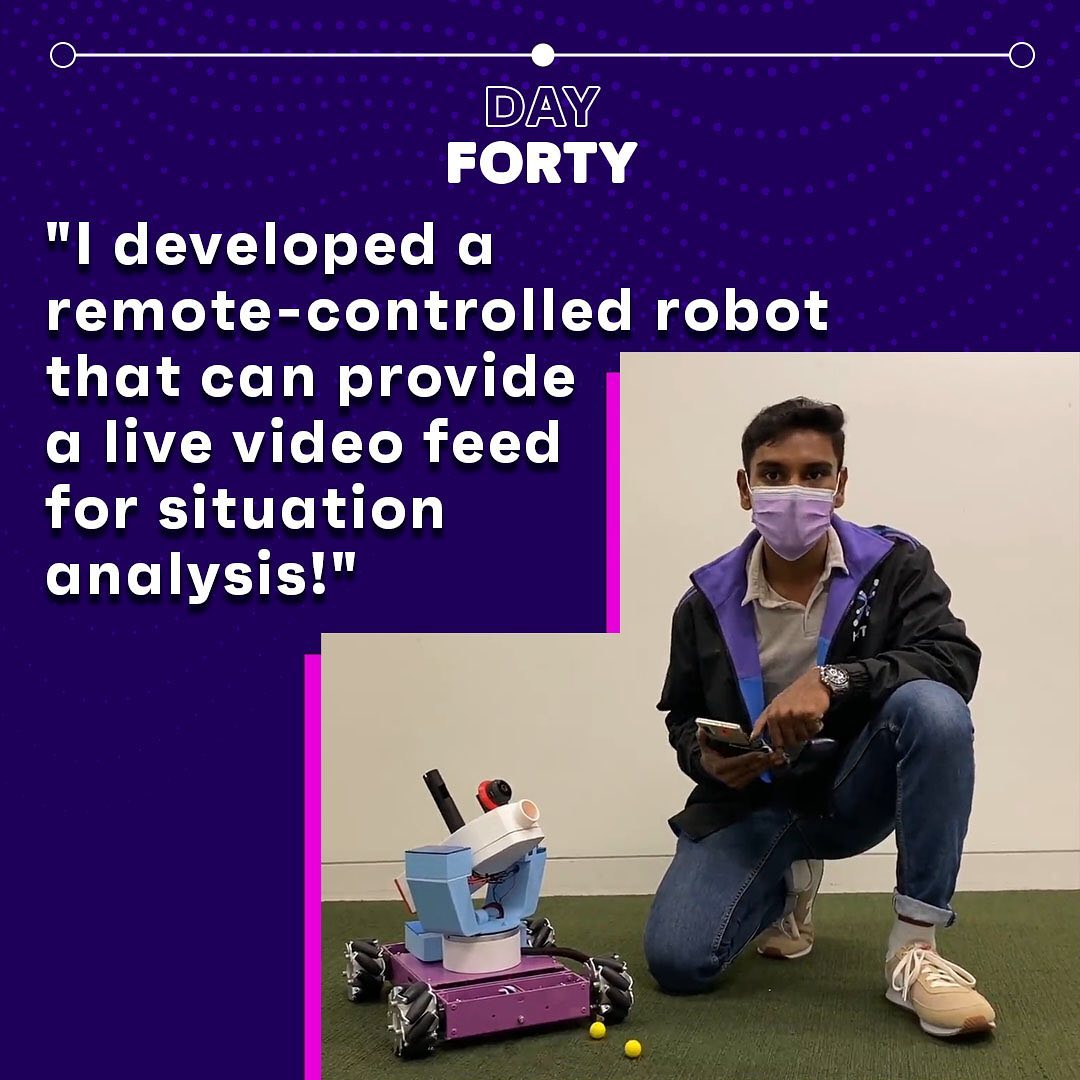 DAY
FORTY
"I developed a
remote-controlled robot
that can provide
a live video feed
for situation
analysis!"